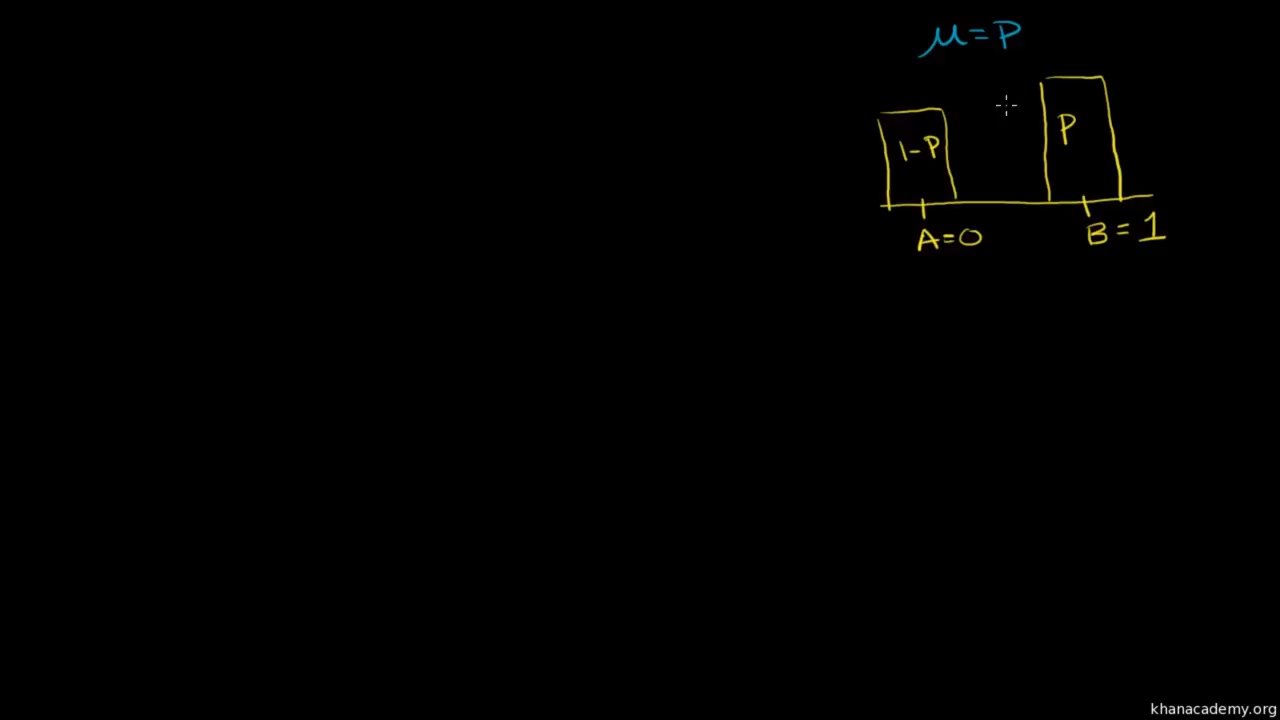 μ=P
1-P
P
A=0
B=1
khanacademy.org